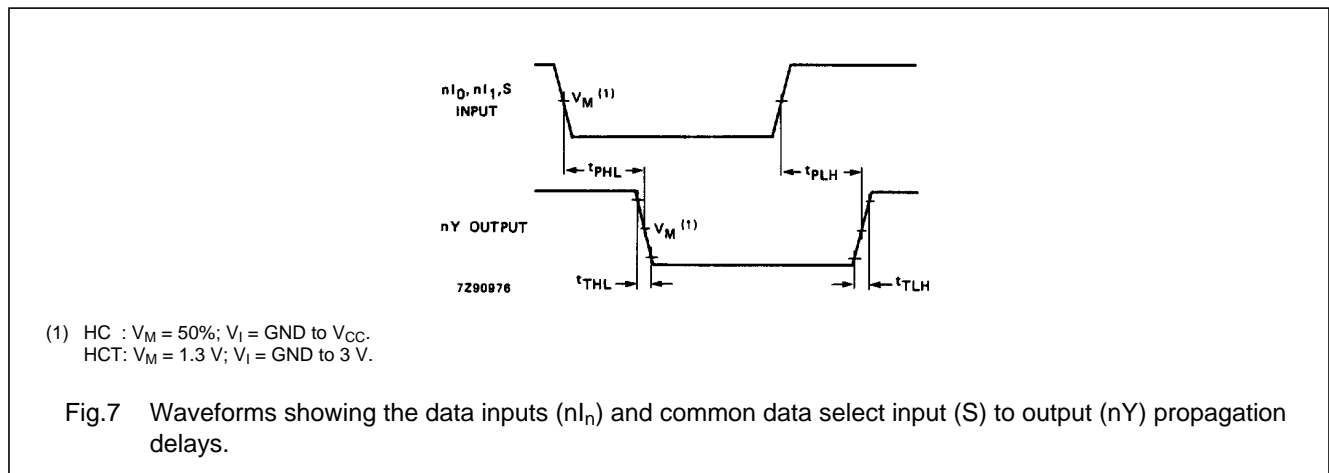 nI0, nI1, S
INPUT
VM (1)
tPHL
tPLH
nY OUTPUT
VM (1)
tTHL
tTLH
7Z90976
(1) HC : VM = 50%; VI = GND to VCC.
HCT: VM = 1.3 V; VI = GND to 3 V.
Fig.7 Waveforms showing the data inputs (nIn) and common data select input (S) to output (nY) propagation
delays.